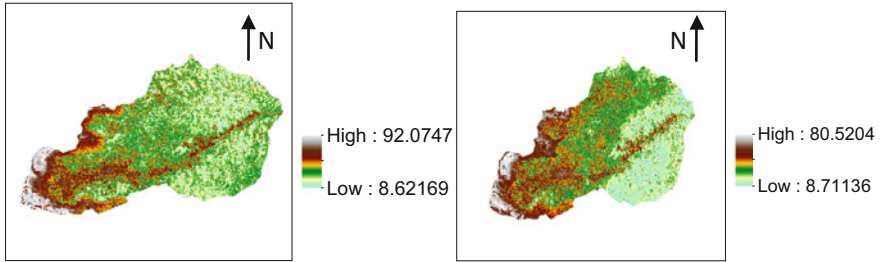 N
High : 92.0747
Low : 8.62169
N
High : 80.5204
Low : 8.71136